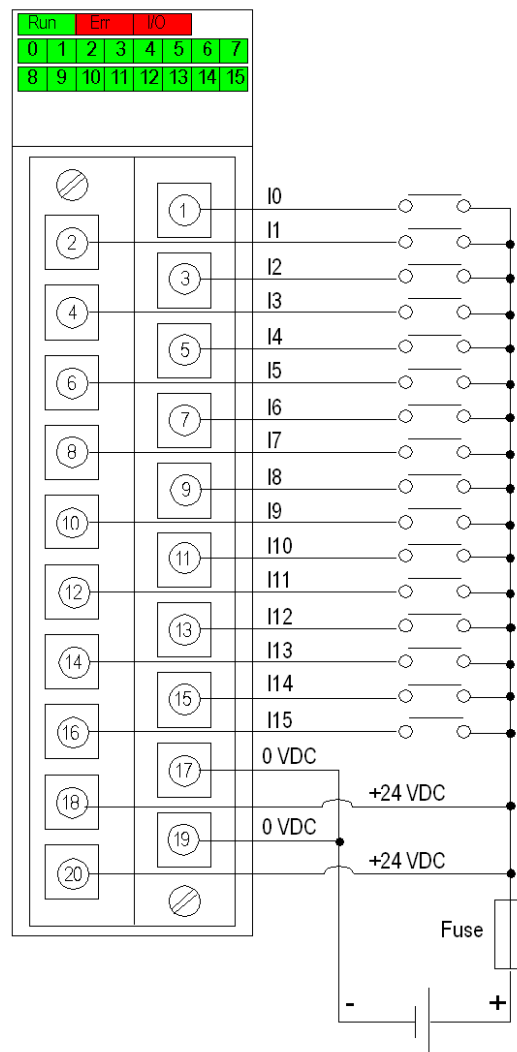 Run Err I/O
0 1 2 3 4 5 6 7
8 9 10 11 12 13 14 15
1 I0
2 I1
3 I2
4 I3
5 I4
6 I5
7 I6
8 I7
9 I8
10 I9
11 I10
12 I11
13 I12
14 I13
15 I14
16 I15
17 0 VDC
18 +24 VDC
19 0 VDC
20 +24 VDC
Fuse
- +